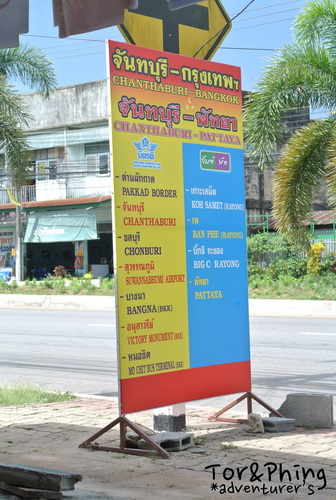 จันทบุรี-กรุงเทพฯ
CHANTHABURI-BANGKOK
จันทบุรี - พัทยา
CHANTHABURI-PATTAYA
- ด่านผักกาด
PAKKAD BORDER
- จันทบุรี
CHANTHABURI
- ชลบุรี
CHONBURI
- สุวรรณภูมิ
SUWANNABHUMI AIRPORT
- บางนา
BANGNA (BKK)
- อนุสาวรีย์
VICTORY MONUMENT (BKK)
- หมอชิต
MO CHIT BUS TERMINAL (BKK)
- เกาะเสม็ด
KOH SAMET (RAYONG)
- เพ
BAN PHE (RAYONG)
- บิ๊กซี ระยอง
BIG C RAYONG
- พัทยา
PATTAYA
Tor&Phing
*adventurer's